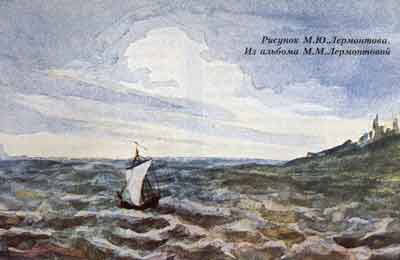 Рисунок М.Ю.Лермонтова.
Из альбома М.М.Лермонтовой